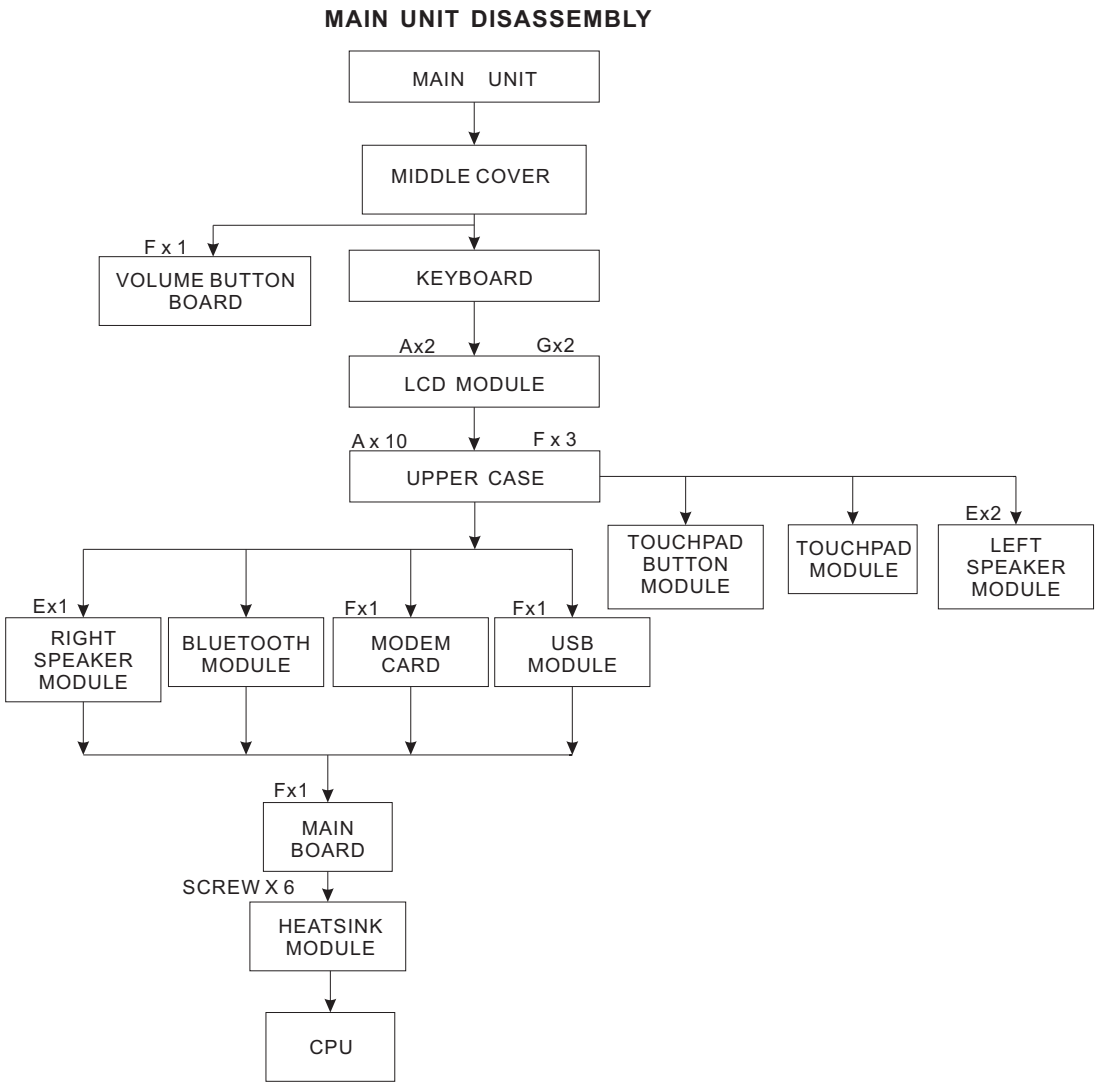 MAIN UNIT DISASSEMBLY
MAIN UNIT
MIDDLE COVER
F x 1
VOLUME BUTTON
BOARD
KEYBOARD
Ax2 Gx2
LCD MODULE
A x 10 F x 3
UPPER CASE
TOUCHPAD
BUTTON
MODULE
TOUCHPAD
MODULE
Ex2
LEFT
SPEAKER
MODULE
Ex1
RIGHT
SPEAKER
MODULE
BLUETOOTH
MODULE
Fx1
MODEM
CARD
Fx1
USB
MODULE
Fx1
MAIN
BOARD
SCREW X 6
HEATSINK
MODULE
CPU